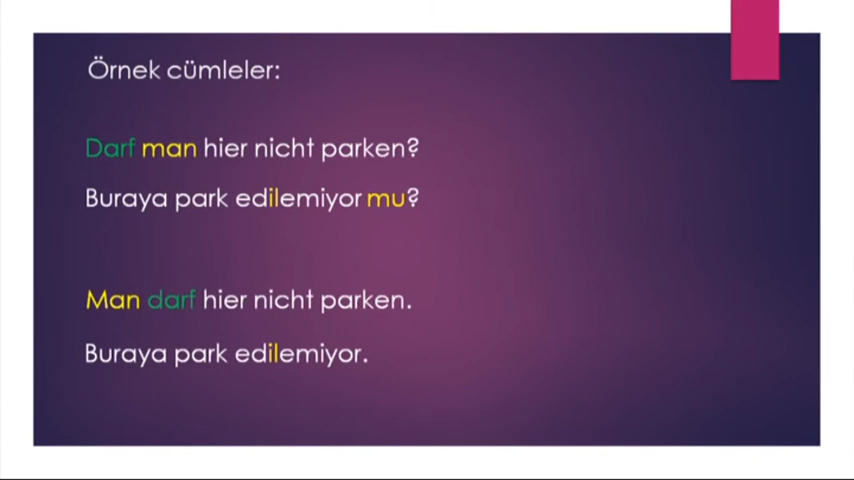 Örnek cümleler:
Darf man hier nicht parken?
Buraya park edilemiyor mu?
Man darf hier nicht parken.
Buraya park edilemiyor.